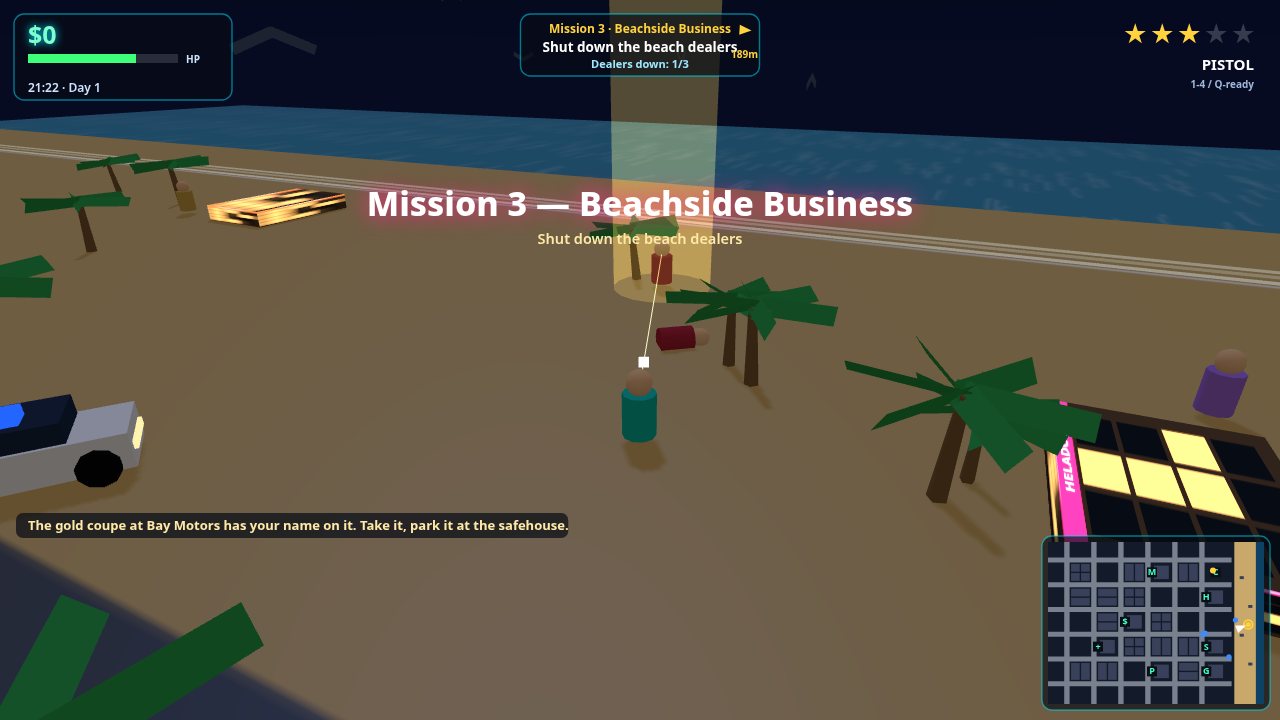 $0
HP
21:22 · Day 1
Mission 3 · Beachside Business
Shut down the beach dealers
189m
Dealers down: 1/3
PISTOL
1-4 / Q-ready
Mission 3 — Beachside Business
Shut down the beach dealers
HELAD
The gold coupe at Bay Motors has your name on it. Take it, park it at the safehouse.
M
H
$
+
S
P
G